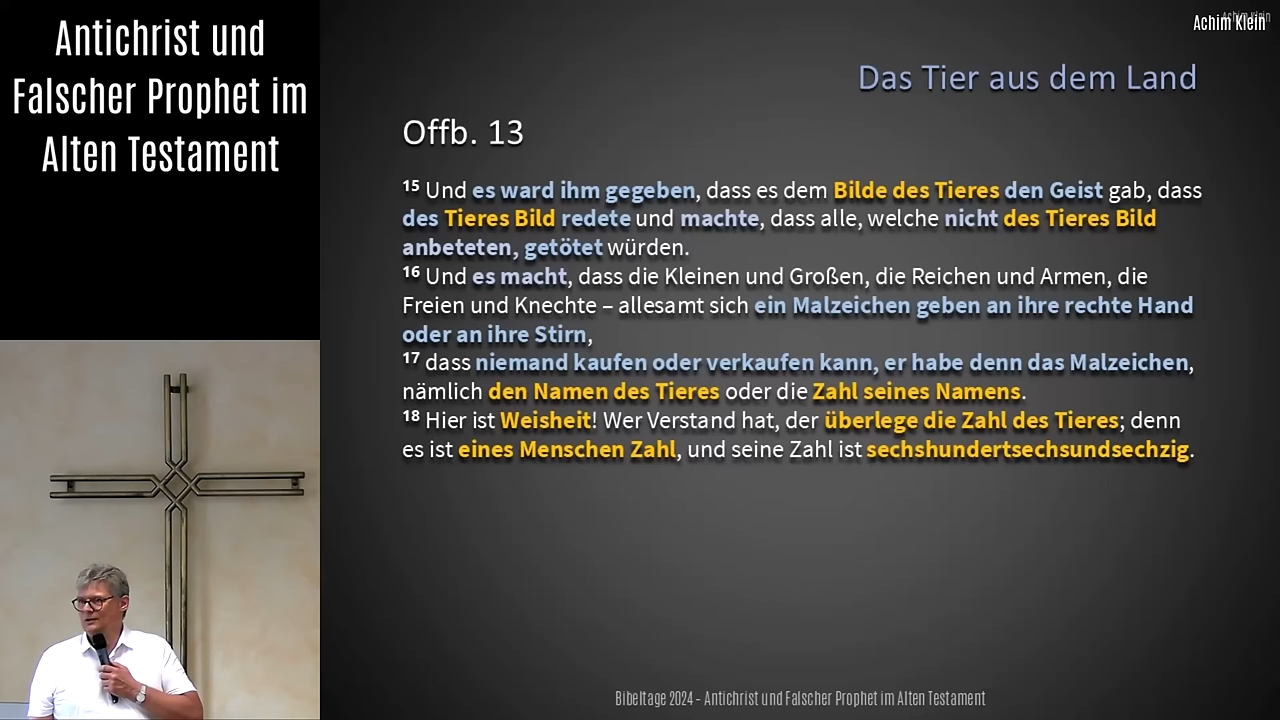 Antichrist und
Falscher Prophet im
Alten Testament
Achim Klein
Das Tier aus dem Land
Offb. 13
15 Und es ward ihm gegeben, dass es dem Bilde des Tieres den Geist gab, dass
des Tieres Bild redete und machte, dass alle, welche nicht des Tieres Bild
anbeteten, getötet würden.
16 Und es macht, dass die Kleinen und Großen, die Reichen und Armen, die
Freien und Knechte – allesamt sich ein Malzeichen geben an ihre rechte Hand
oder an ihre Stirn,
17 dass niemand kaufen oder verkaufen kann, er habe denn das Malzeichen,
nämlich den Namen des Tieres oder die Zahl seines Namens.
18 Hier ist Weisheit! Wer Verstand hat, der überlege die Zahl des Tieres; denn
es ist eines Menschen Zahl, und seine Zahl ist sechshundertsechsundsechzig.
Bibeltage 2024 – Antichrist und Falscher Prophet im Alten Testament